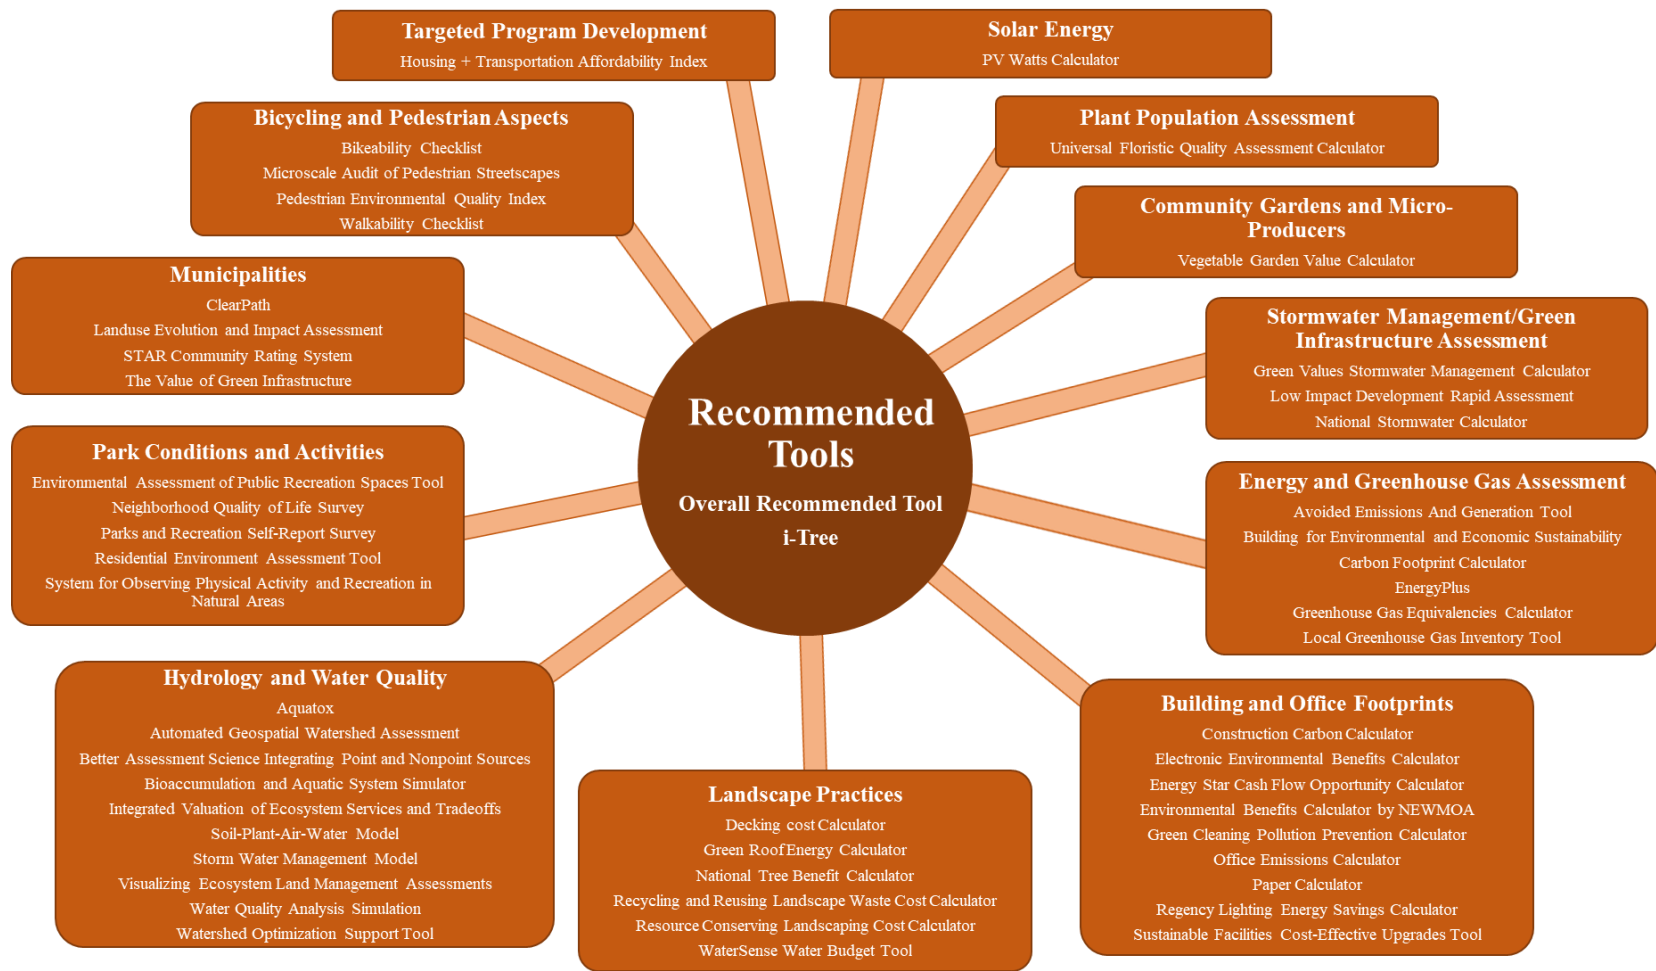 Targeted Program Development
Housing + Transportation Affordability Index
Solar Energy
PV Watts Calculator
Bicycling and Pedestrian Aspects
Bikeability Checklist
Microscale Audit of Pedestrian Streetscapes
Pedestrian Environmental Quality Index
Walkability Checklist
Plant Population Assessment
Universal Floristic Quality Assessment Calculator
Community Gardens and Micro-
Producers
Vegetable Garden Value Calculator
Municipalities
ClearPath
Landuse Evolution and Impact Assessment
STAR Community Rating System
The Value of Green Infrastructure
Stormwater Management/Green
Infrastructure Assessment
Green Values Stormwater Management Calculator
Low Impact Development Rapid Assessment
National Stormwater Calculator
Recommended
Tools
Overall Recommended Tool
i-Tree
Park Conditions and Activities
Environmental Assessment of Public Recreation Spaces Tool
Neighborhood Quality of Life Survey
Parks and Recreation Self-Report Survey
Residential Environment Assessment Tool
System for Observing Physical Activity and Recreation in
Natural Areas
Energy and Greenhouse Gas Assessment
Avoided Emissions And Generation Tool
Building for Environmental and Economic Sustainability
Carbon Footprint Calculator
EnergyPlus
Greenhouse Gas Equivalencies Calculator
Local Greenhouse Gas Inventory Tool
Hydrology and Water Quality
Aquatox
Automated Geospatial Watershed Assessment
Better Assessment Science Integrating Point and Nonpoint Sources
Bioaccumulation and Aquatic System Simulator
Integrated Valuation of Ecosystem Services and Tradeoffs
Soil-Plant-Air-Water Model
Storm Water Management Model
Visualizing Ecosystem Land Management Assessments
Water Quality Analysis Simulation
Watershed Optimization Support Tool
Landscape Practices
Decking cost Calculator
Green Roof Energy Calculator
National Tree Benefit Calculator
Recycling and Reusing Landscape Waste Cost Calculator
Resource Conserving Landscaping Cost Calculator
WaterSense Water Budget Tool
Building and Office Footprints
Construction Carbon Calculator
Electronic Environmental Benefits Calculator
Energy Star Cash Flow Opportunity Calculator
Environmental Benefits Calculator by NEWMOA
Green Cleaning Pollution Prevention Calculator
Office Emissions Calculator
Paper Calculator
Regency Lighting Energy Savings Calculator
Sustainable Facilities Cost-Effective Upgrades Tool